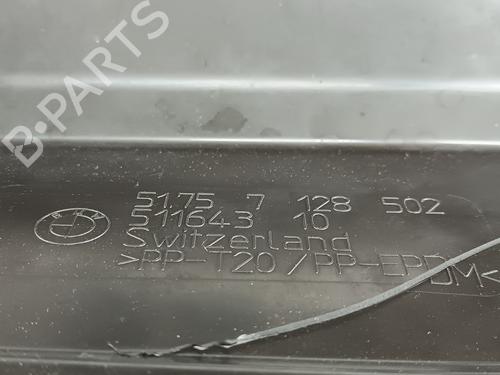 B-PARTS
51.75 7 128 502
511643 10
Switzerland
>PP-T20/PP-EPDM<